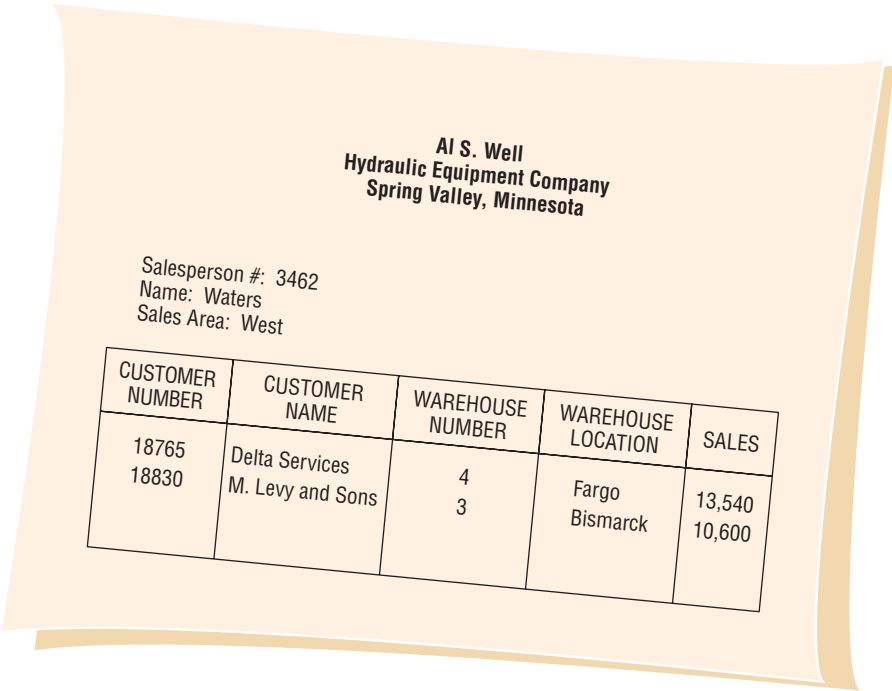 Al S. Well
Hydraulic Equipment Company
Spring Valley, Minnesota
Salesperson #: 3462
Name: Waters
Sales Area: West
CUSTOMER NUMBER CUSTOMER NAME WAREHOUSE NUMBER WAREHOUSE LOCATION SALES
18765 Delta Services 4 Fargo 13,540
18830 M. Levy and Sons 3 Bismarck 10,600